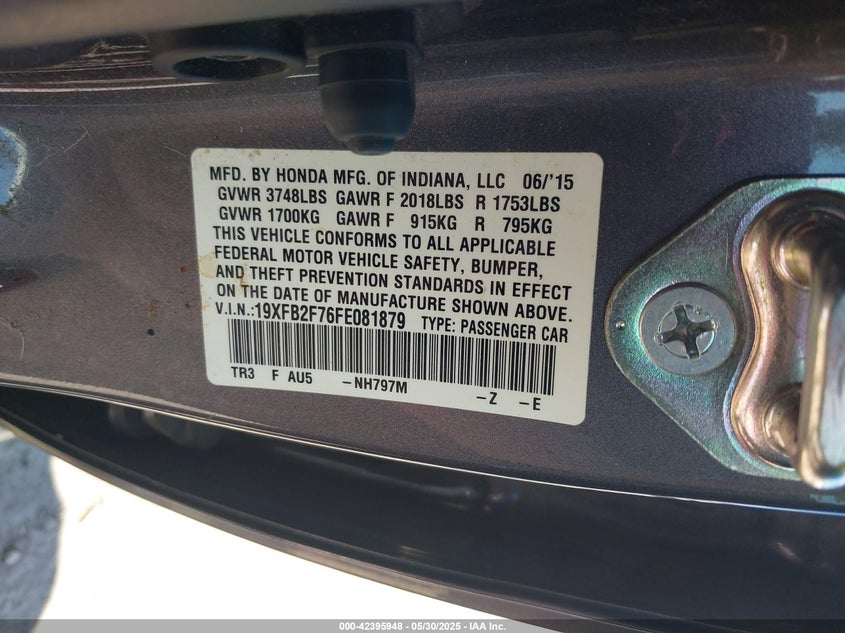 MFD. BY HONDA MFG. OF INDIANA, LLC 06/'15
GVWR 3748LBS GAWR F 2018LBS R 1753LBS
GVWR 1700KG GAWR F 915KG R 795KG
THIS VEHICLE CONFORMS TO ALL APPLICABLE
FEDERAL MOTOR VEHICLE SAFETY, BUMPER,
AND THEFT PREVENTION STANDARDS IN EFFECT
ON THE DATE OF MANUFACTURE SHOWN ABOVE.
V.I.N.:19XFB2F76FE081879 TYPE: PASSENGER CAR
TR3 F AU5 -NH797M -Z -E
000-42395948 - 05/30/2025 - IAA Inc.